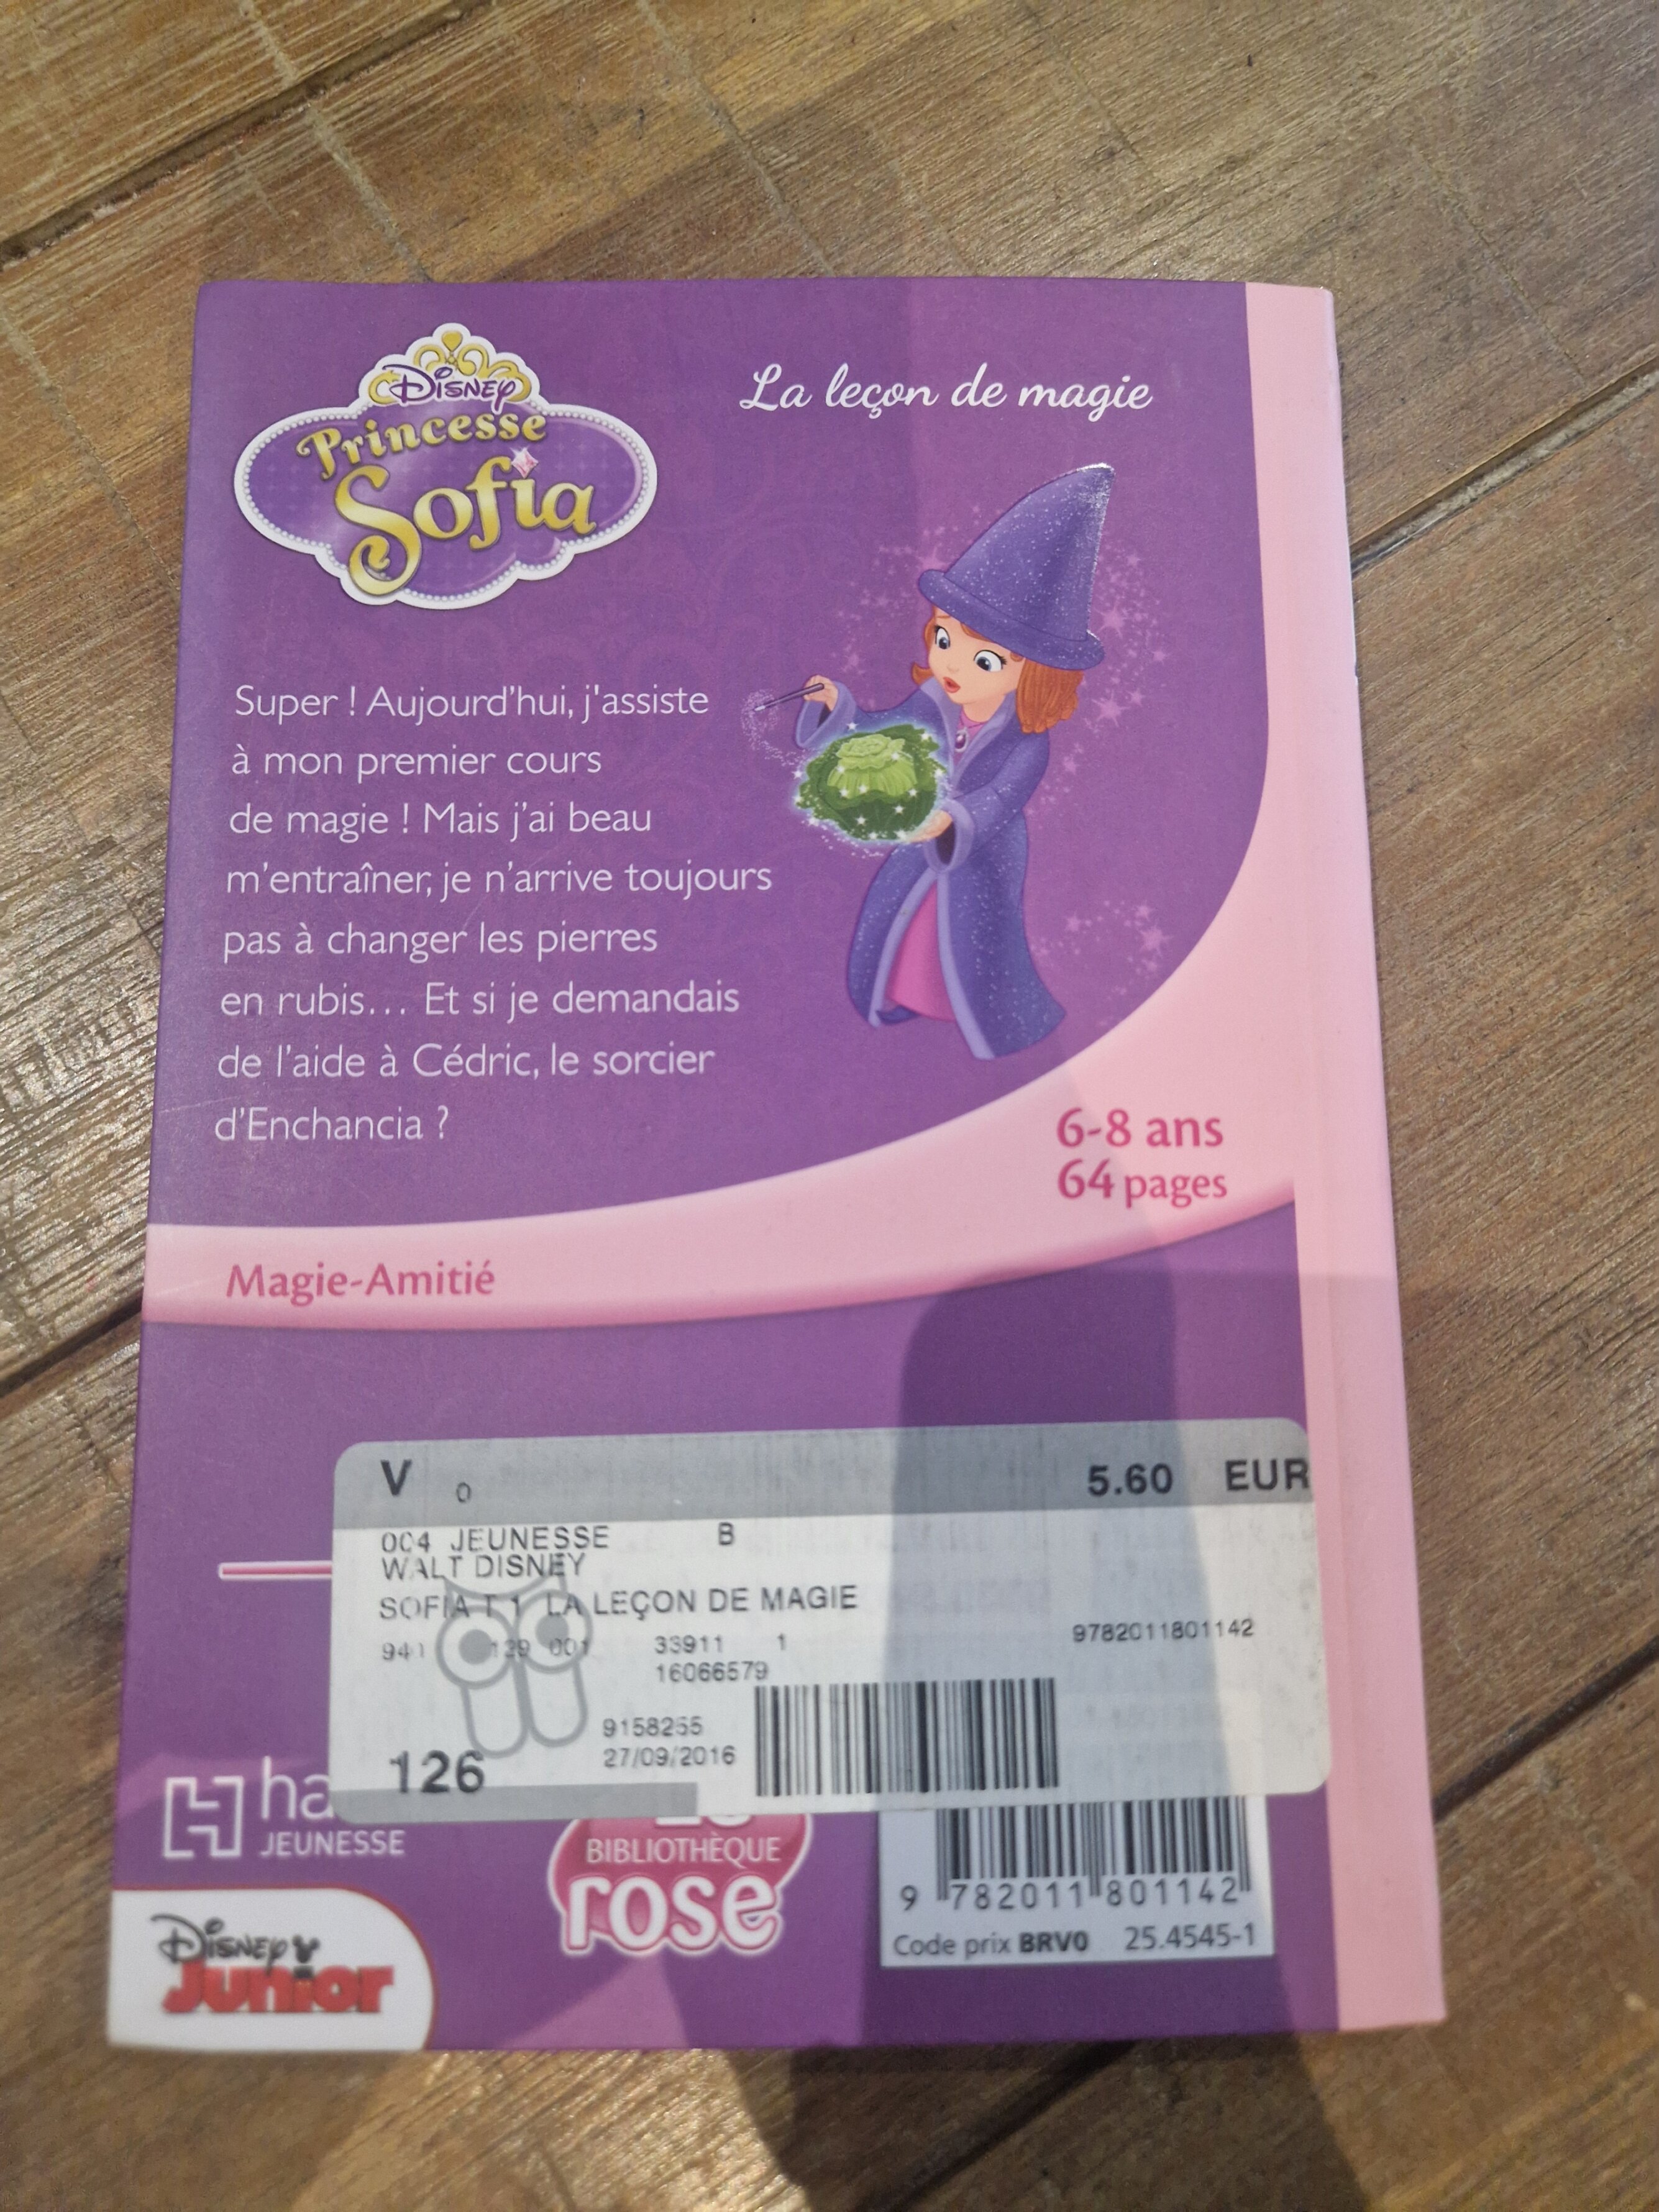 Disney
Princesse
Sofia
La leçon de magie
Super ! Aujourd'hui, j'assiste
à mon premier cours
de magie ! Mais j'ai beau
m'entraîner, je n'arrive toujours
pas à changer les pierres
en rubis... Et si je demandais
de l'aide à Cédric, le sorcier
d'Enchancia ?
6-8 ans
64 pages
Magie-Amitié
V 0 5.60 EUR
004 JEUNESSE B
WALT DISNEY
SOFIA T 1 LA LEÇON DE MAGIE
129 001 33911 1 9782011801142
16066579
9158255
27/09/2016
126
JEUNESSE
BIBLIOTHÈQUE
rose
9 782011 801142
Code prix BRV0 25.4545-1
Disney
Junior